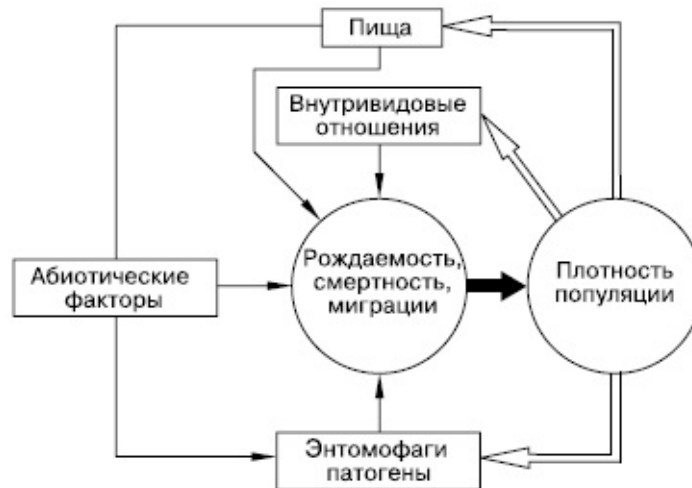 Пища
Внутривидовые
отношения
Абиотические
факторы
Рождаемость,
смертность,
миграции
Плотность
популяции
Энтомофаги
патогены